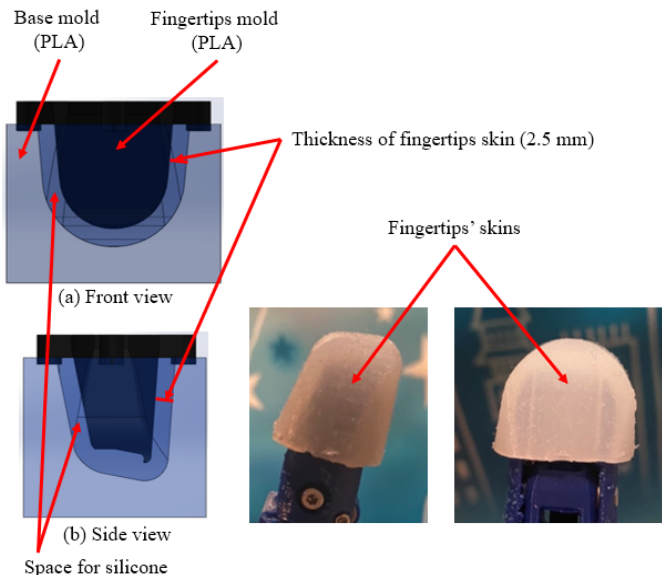 Base mold
(PLA)
Fingertips mold
(PLA)
Thickness of fingertips skin (2.5 mm)
Fingertips’ skins
(a) Front view
(b) Side view
Space for silicone